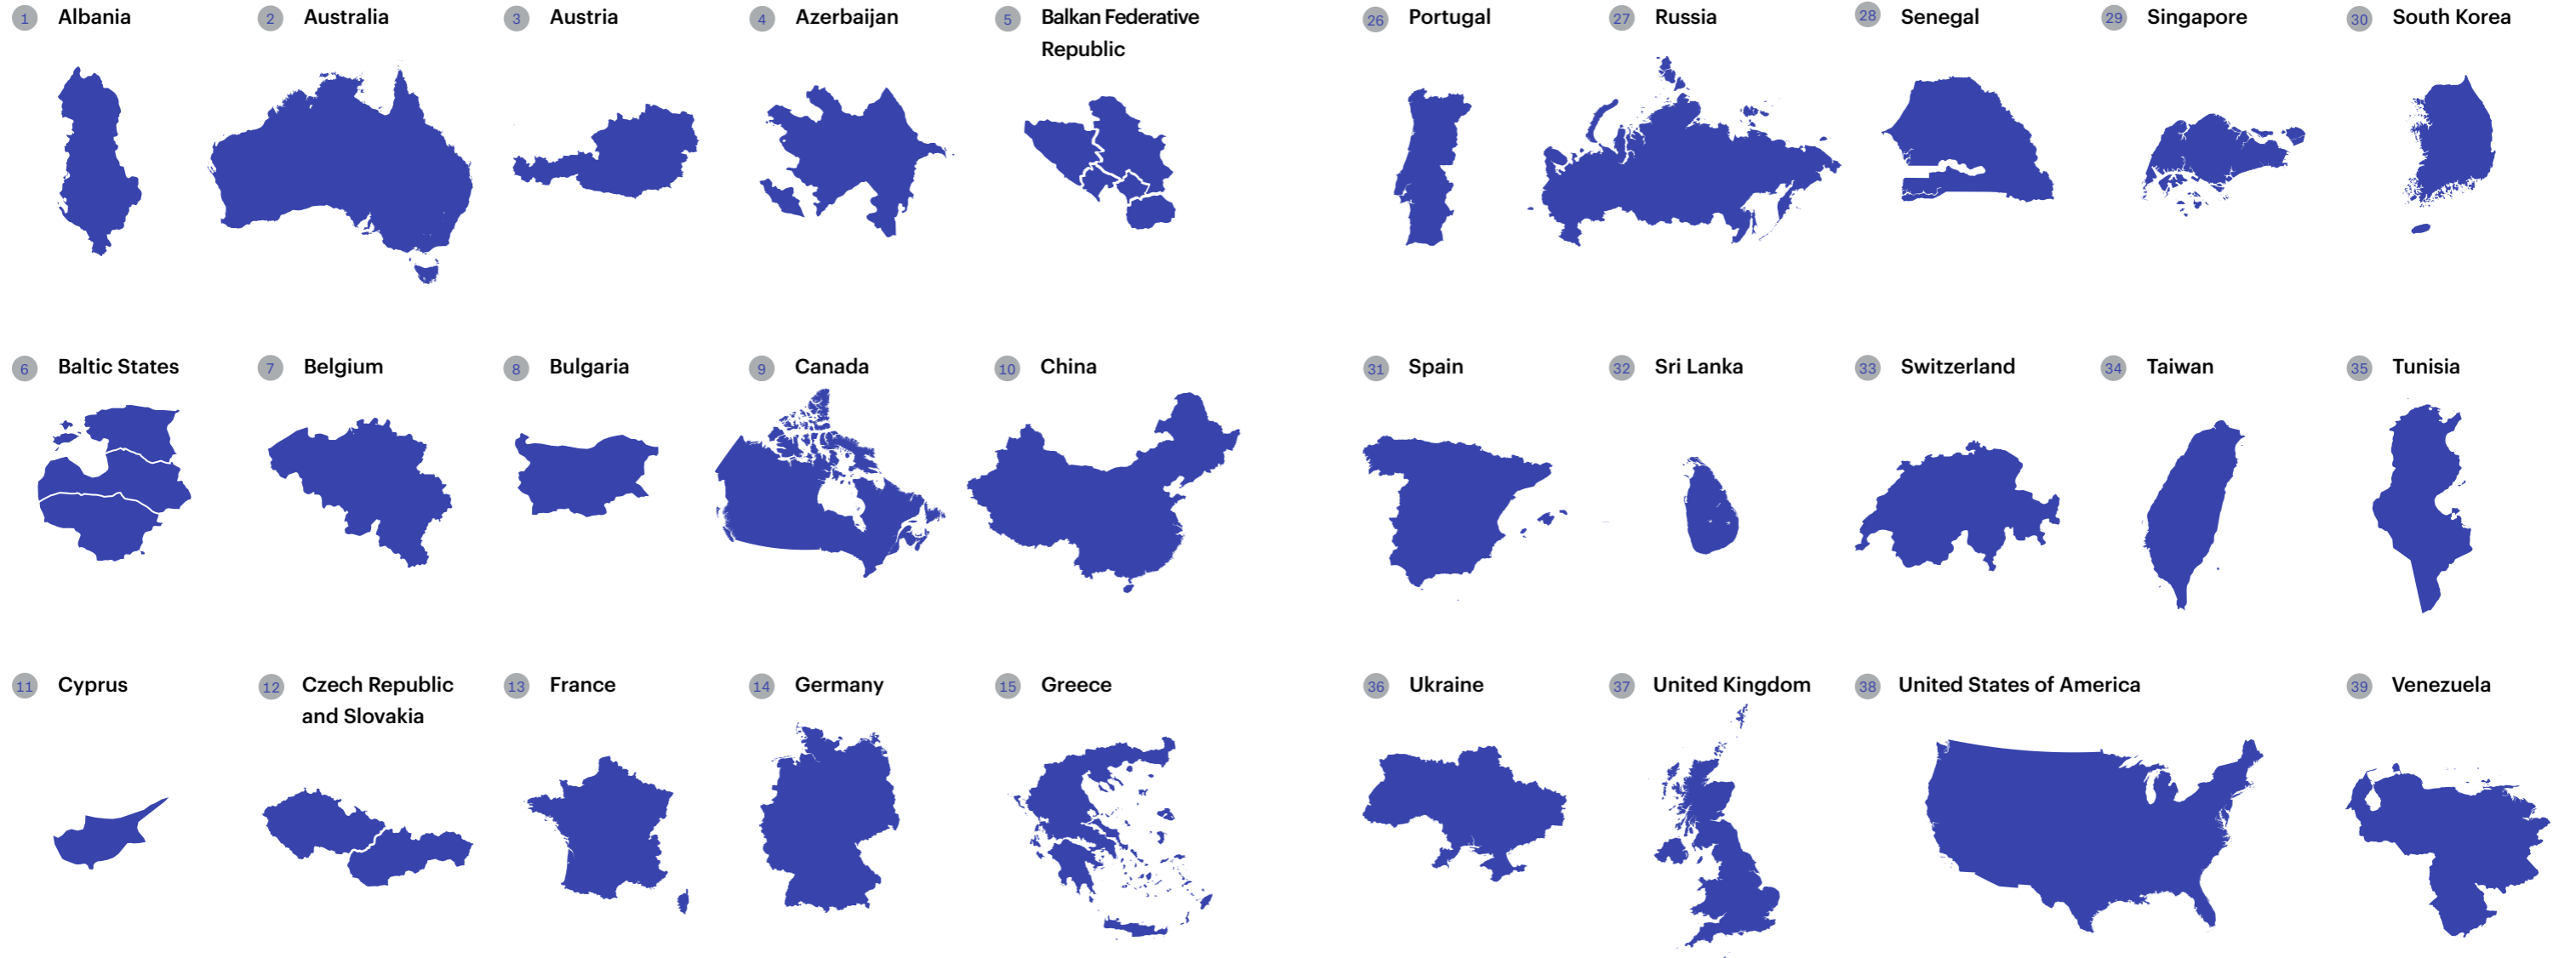 1 Albania
2 Australia
3 Austria
4 Azerbaijan
5 Balkan Federative
Republic
26 Portugal
27 Russia
28 Senegal
29 Singapore
30 South Korea
6 Baltic States
7 Belgium
8 Bulgaria
9 Canada
10 China
31 Spain
32 Sri Lanka
33 Switzerland
34 Taiwan
35 Tunisia
11 Cyprus
12 Czech Republic
and Slovakia
13 France
14 Germany
15 Greece
36 Ukraine
37 United Kingdom
38 United States of America
39 Venezuela